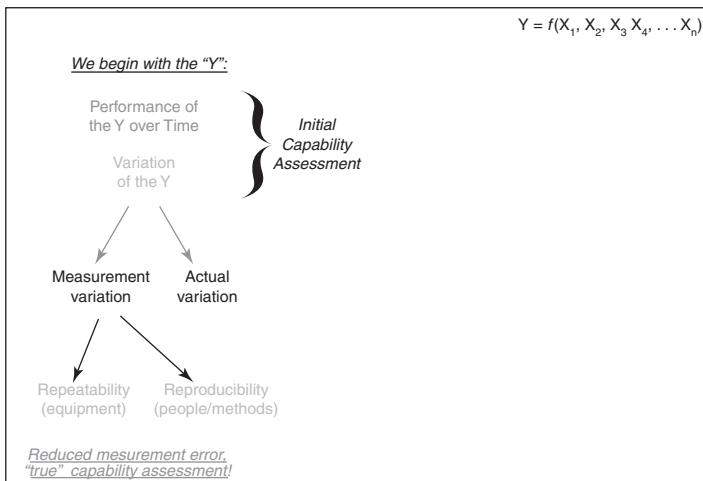 Y = f(X1, X2, X3 X4, . . . Xn)
We begin with the “Y”:
Performance of
the Y over Time
Initial
Capability
Assessment
Variation
of the Y
Measurement
variation
Actual
variation
Repeatability
(equipment)
Reproducibility
(people/methods)
Reduced mesurement error,
“true” capability assessment!